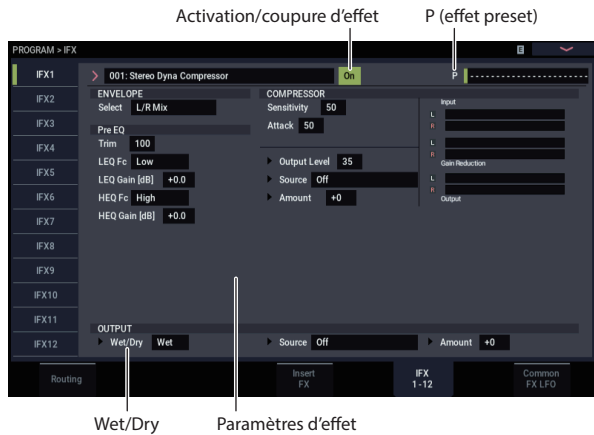 Activation/coupure d'effet P (effet preset)
PROGRAM > IFX E
IFX1 001: Stereo Dyna Compressor On P
IFX2 ENVELOPE COMPRESSOR
Select L/R Mix Sensitivity 50 Input
IFX3 Attack 50 L
Pre EQ R
IFX4 Trim 100 L
R
IFX5 LEQ Fc Low Output Level 35 Gain Reduction
LEQ Gain [dB] +0.0 Source Off L
R
IFX6 HEQ Fc High Amount +0 Output
IFX7 HEQ Gain [dB] +0.0
IFX8
IFX9
IFX10
IFX11
OUTPUT
IFX12 Wet/Dry Wet Source Off Amount +0
Routing Insert FX IFX 1-12 Common FX LFO
Wet/Dry Paramètres d'effet